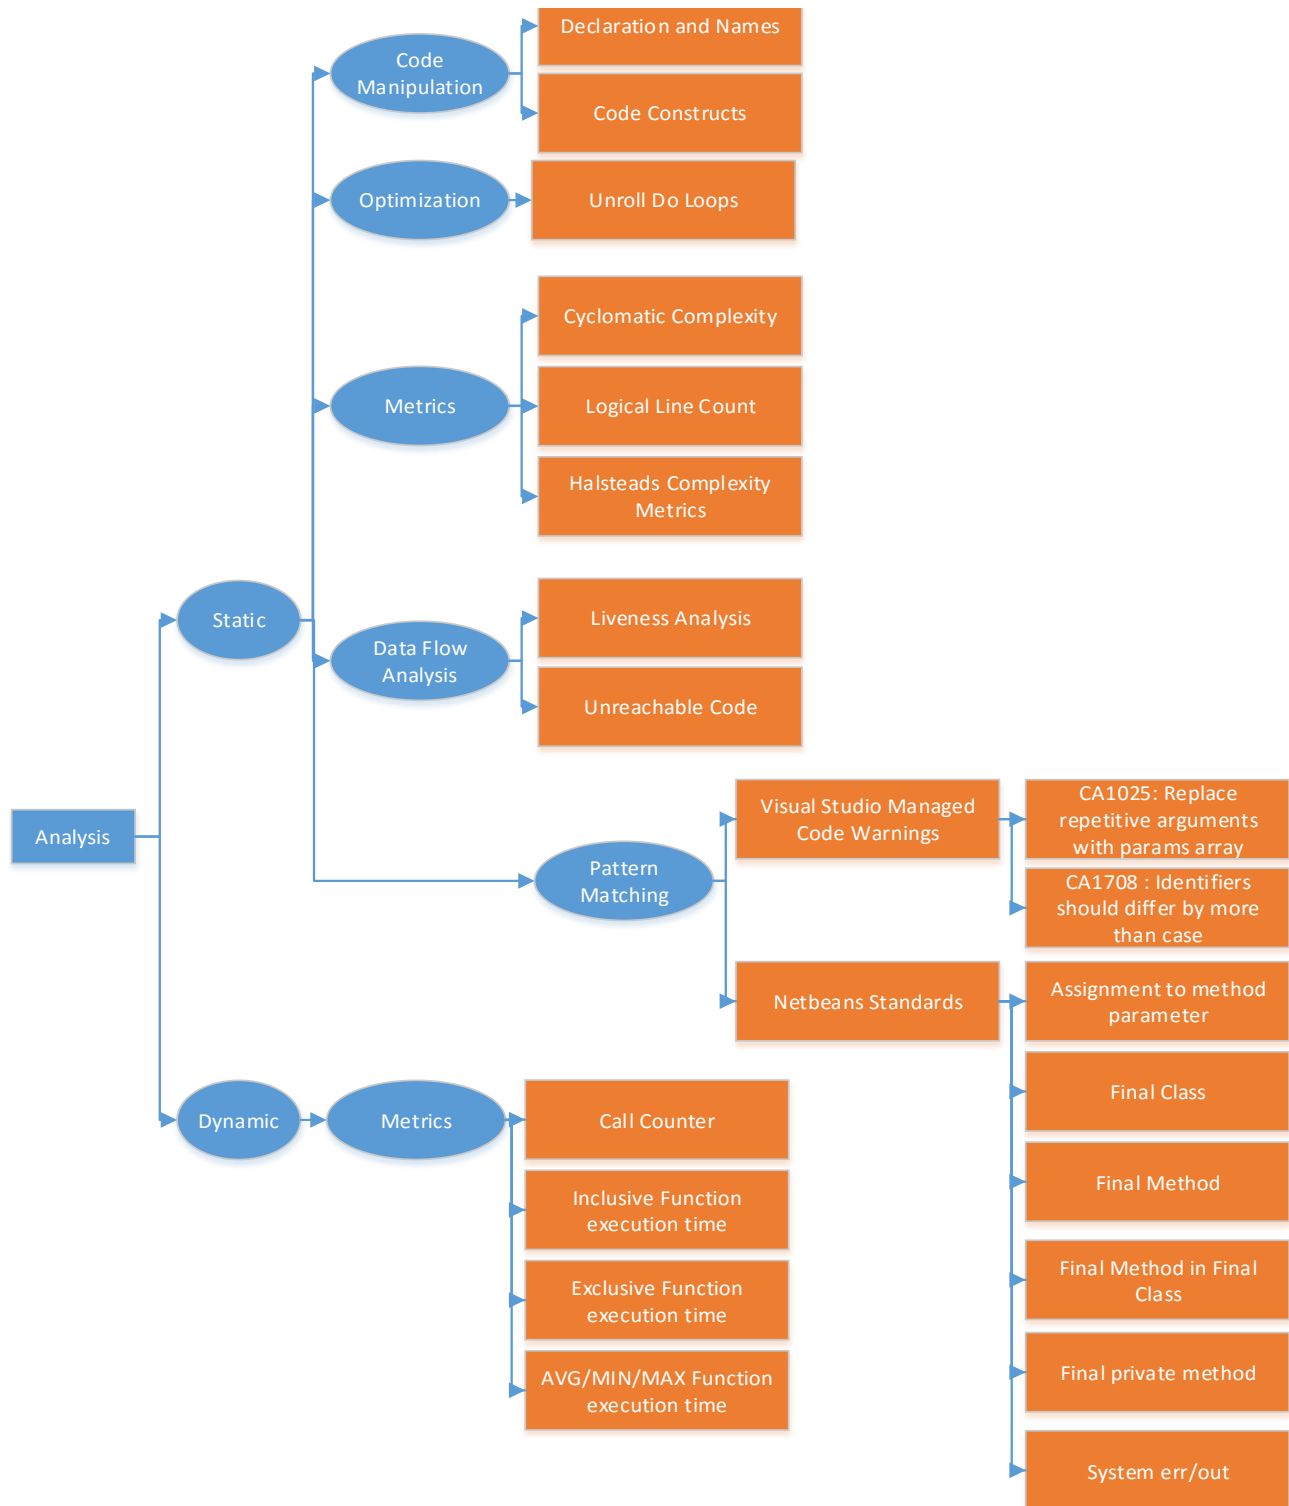 Declaration and Names
Code
Manipulation
Code Constructs
Optimization
Unroll Do Loops
Cyclomatic Complexity
Metrics
Logical Line Count
Halsteads Complexity
Metrics
Static
Liveness Analysis
Data Flow
Analysis
Unreachable Code
Analysis
Visual Studio Managed
Code Warnings
CA1025: Replace
repetitive arguments
with params array
Pattern
Matching
CA1708 : Identifiers
should differ by more
than case
Netbeans Standards
Assignment to method
parameter
Final Class
Final Method
Final Method in Final
Class
Final private method
System err/out
Dynamic
Metrics
Call Counter
Inclusive Function
execution time
Exclusive Function
execution time
AVG/MIN/MAX Function
execution time